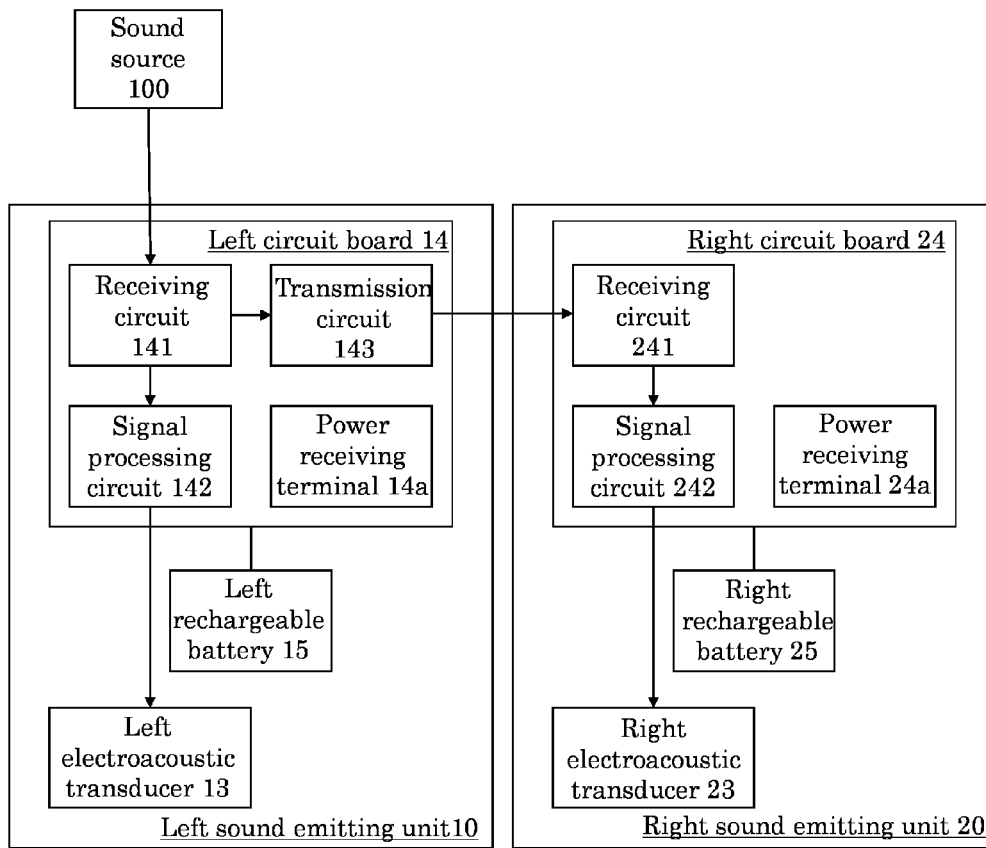 Sound
source
100
Left circuit board 14
Receiving
circuit
141
Transmission
circuit
143
Signal
processing
circuit 142
Power
receiving
terminal 14a
Left
rechargeable
battery 15
Left
electroacoustic
transducer 13
Left sound emitting unit10
Right circuit board 24
Receiving
circuit
241
Signal
processing
circuit 242
Power
receiving
terminal 24a
Right
rechargeable
battery 25
Right
electroacoustic
transducer 23
Right sound emitting unit 20